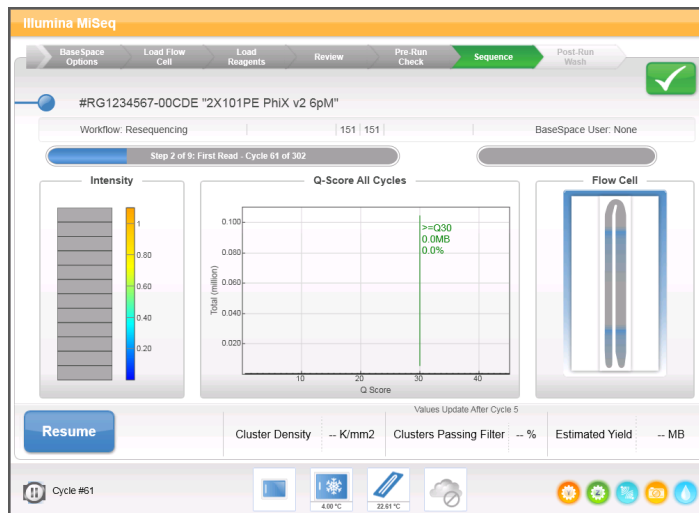 Illumina MiSeq
BaseSpace
Options
Load Flow
Cell
Load
Reagents
Review
Pre-Run
Check
Sequence
Post-Run
Wash
#RG1234567-00CDE "2X101PE PhiX v2 6pM"
Workflow: Resequencing
151 151
BaseSpace User: None
Step 2 of 9: First Read - Cycle 61 of 302
Intensity
1
0.80
0.60
0.40
0.20
Q-Score All Cycles
>=Q30
0.0MB
0.0%
Total (million)
0.100
0.080
0.060
0.040
0.020
10 20 30 40
Q Score
Flow Cell
Values Update After Cycle 5
Resume
Cluster Density -- K/mm2
Clusters Passing Filter -- %
Estimated Yield -- MB
Cycle #61
4.00 °C
22.61 °C